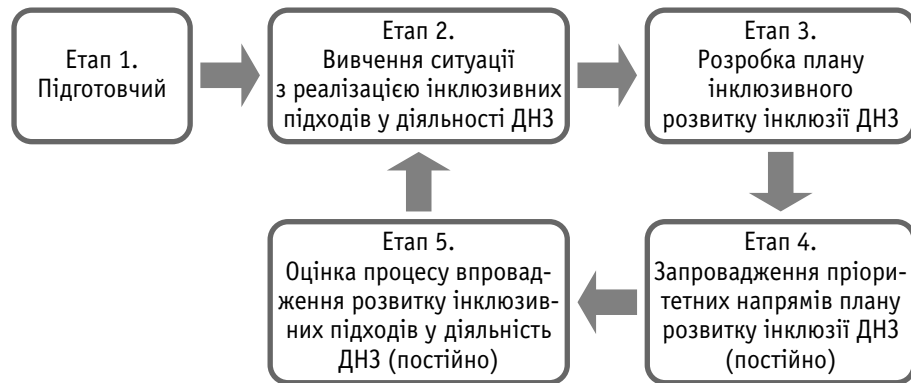 Етап 1.
Підготовчий
Етап 2.
Вивчення ситуації
з реалізацією інклюзивних
підходів у діяльності ДНЗ
Етап 3.
Розробка плану
інклюзивного
розвитку інклюзії ДНЗ
Етап 4.
Запровадження пріори-
тетних напрямів плану
розвитку інклюзії ДНЗ
(постійно)
Етап 5.
Оцінка процесу впровад-
ження розвитку інклюзив-
них підходів у діяльність
ДНЗ (постійно)